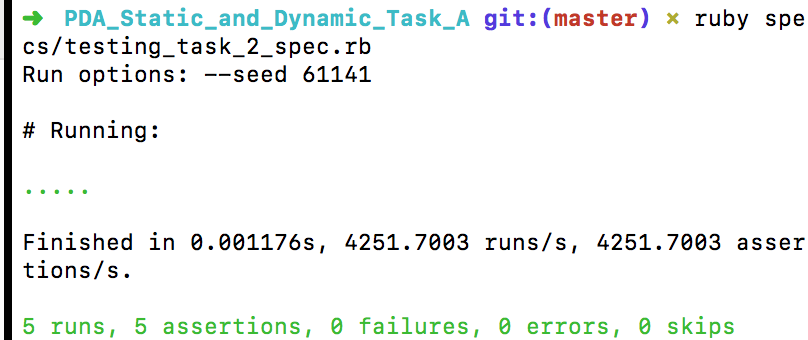 ➜ PDA_Static_and_Dynamic_Task_A git:(master) ✗ ruby spe
cs/testing_task_2_spec.rb
Run options: --seed 61141
# Running:
.....
Finished in 0.001176s, 4251.7003 runs/s, 4251.7003 asser
tions/s.
5 runs, 5 assertions, 0 failures, 0 errors, 0 skips